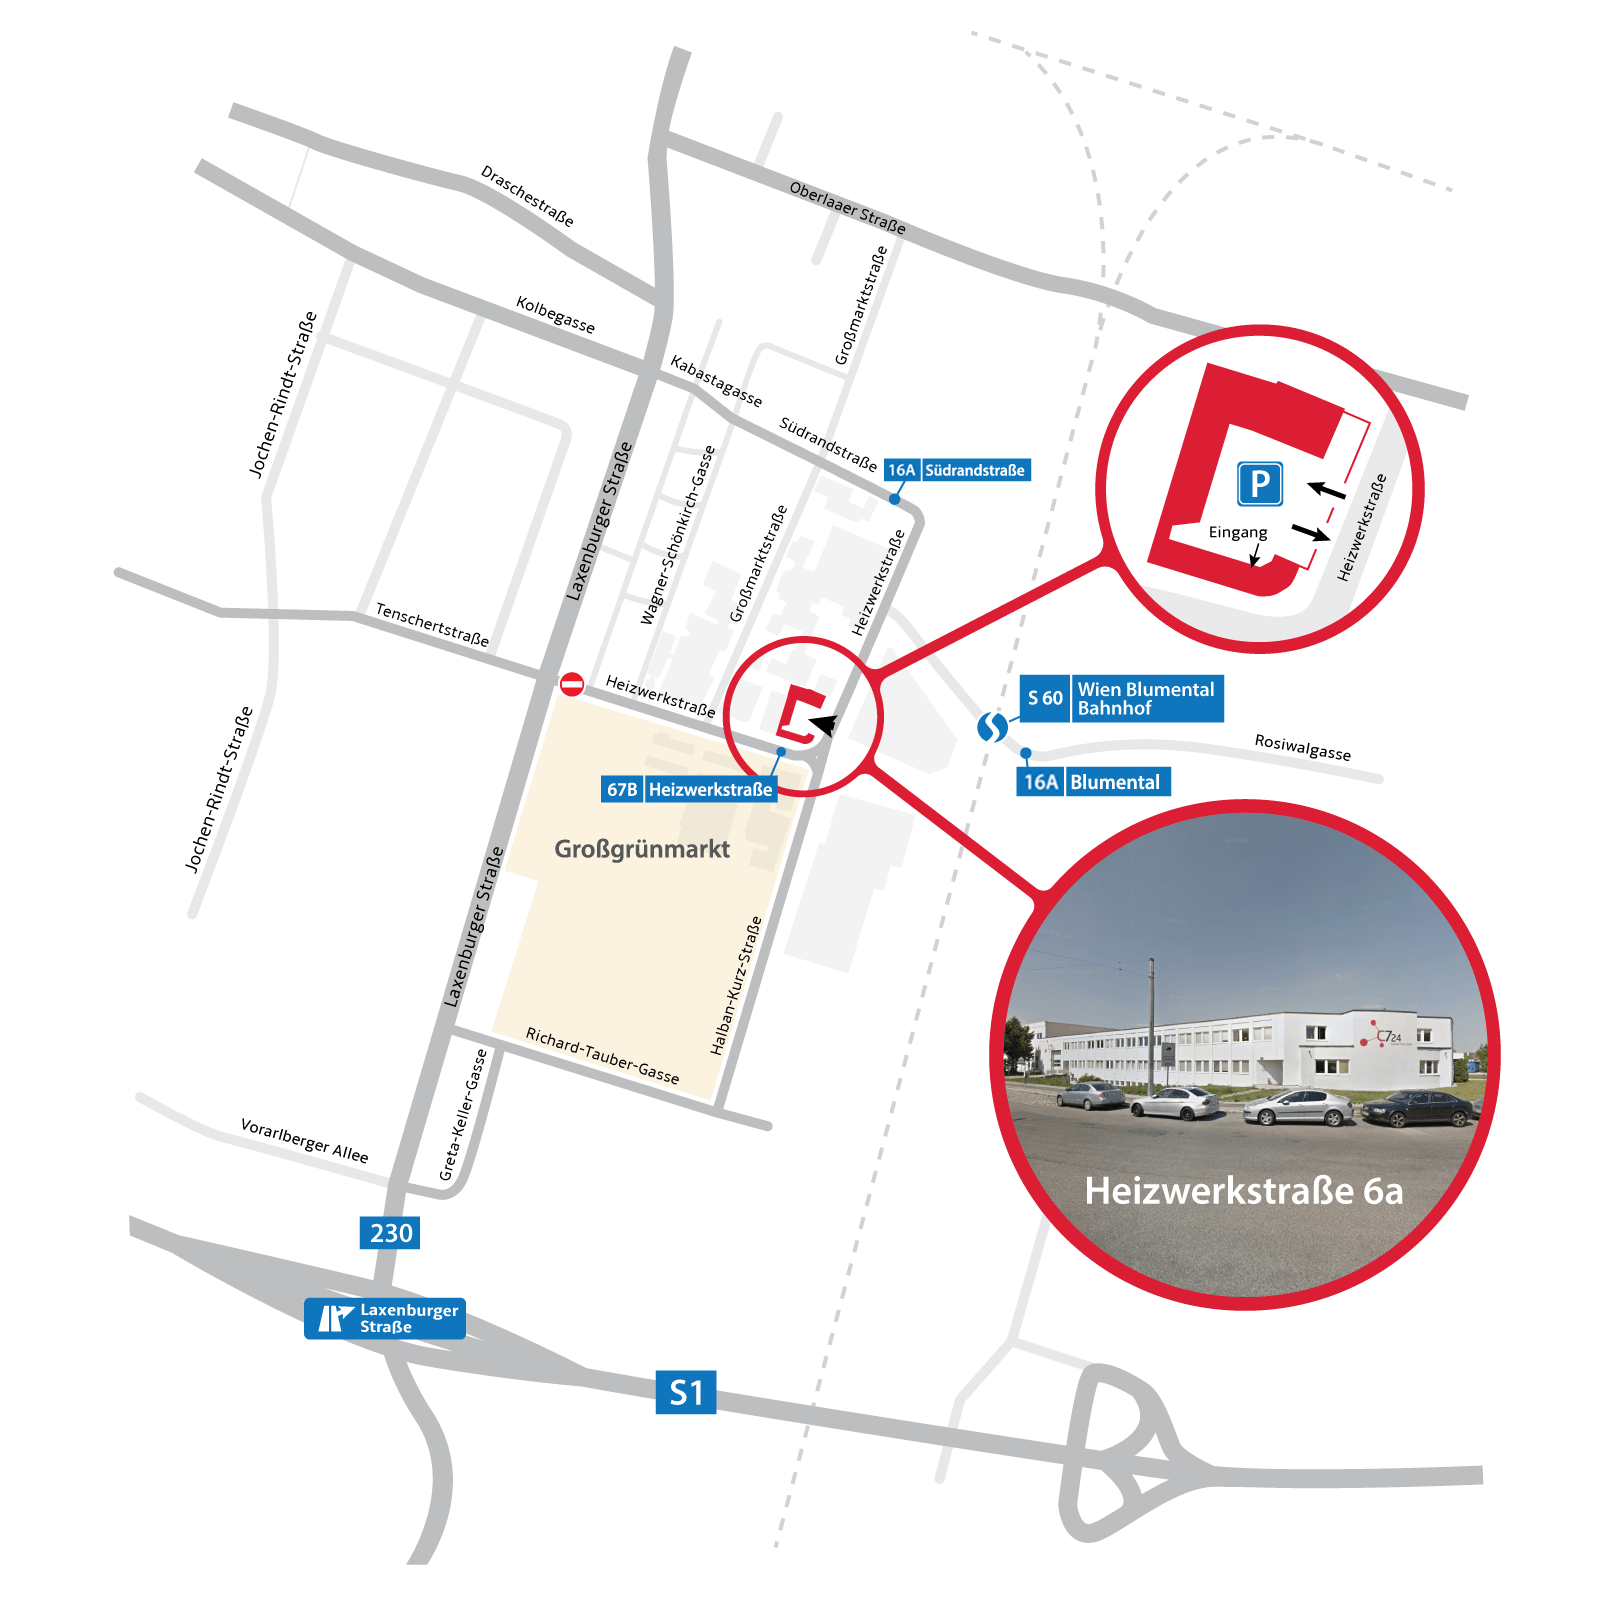 Draschestraße
Oberlaaer Straße
Großmarktstraße
Kolbegasse
Jochen-Rindt-Straße
Kabastagasse
Südrandstraße
16A Südrandstraße
Laxenburger Straße
Wagner-Schönkirch-Gasse
Großmarktstraße
Heizwerkstraße
P
Eingang
Heizwerkstraße
Tenschertstraße
Heizwerkstraße
S 60 Wien Blumental
Bahnhof
Rosiwalgasse
16A Blumental
67B Heizwerkstraße
Jochen-Rindt-Straße
Großgrünmarkt
Laxenburger Straße
Halban-Kurz-Straße
Richard-Tauber-Gasse
Greta-Keller-Gasse
Vorarlberger Allee
C724
Heizwerkstraße 6a
230
Laxenburger
Straße
S1